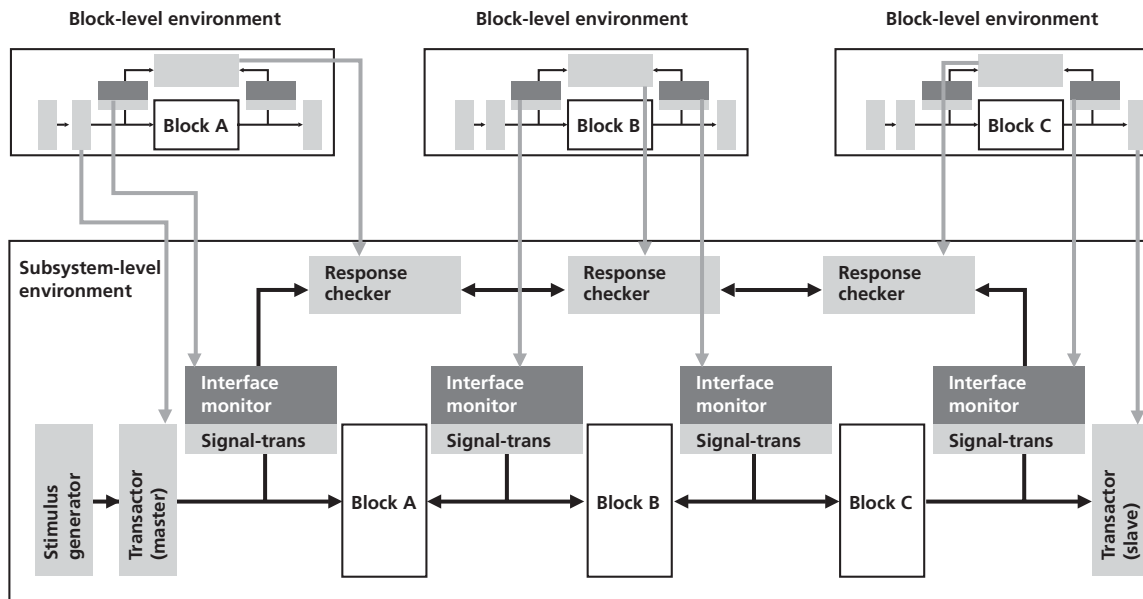 Block-level environment
Block-level environment
Block-level environment
Block A
Block B
Block C
Subsystem-level
environment
Response
checker
Response
checker
Response
checker
Interface
monitor
Signal-trans
Interface
monitor
Signal-trans
Interface
monitor
Signal-trans
Interface
monitor
Signal-trans
Stimulus
generator
Transactor
(master)
Block A
Block B
Block C
Transactor
(slave)